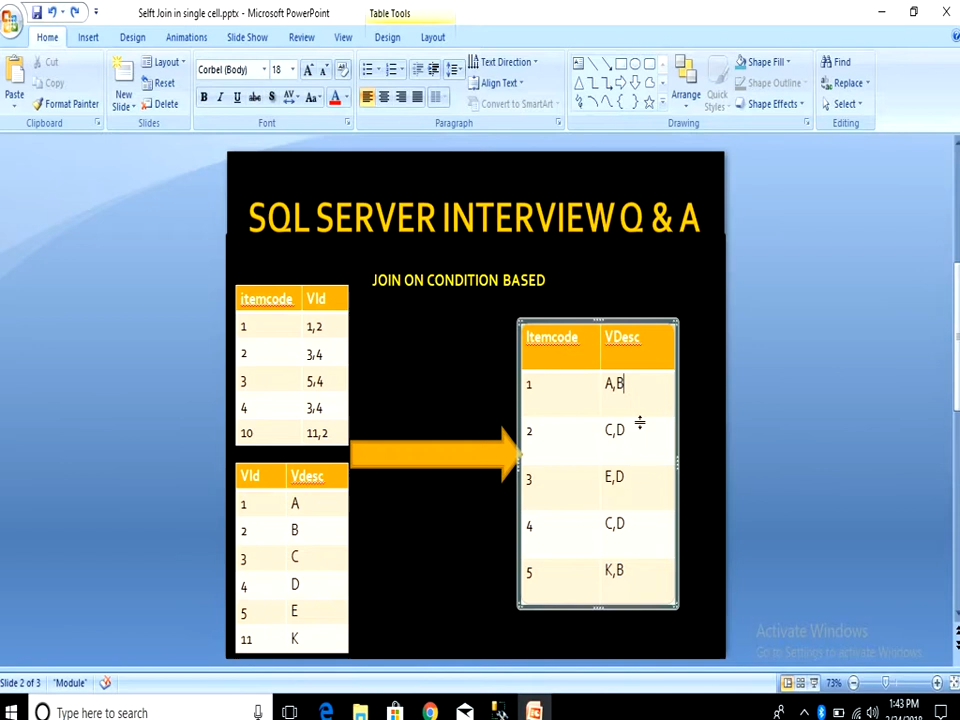 Selft Join in single cell.pptx - Microsoft PowerPoint
Table Tools
Home Insert Design Animations Slide Show Review View Design Layout
Paste
Cut
Copy
Format Painter
Clipboard
New Slide
Layout
Reset
Delete
Slides
Corbel (Body) 18
B I U abc S AV Aa A
Font
Text Direction
Align Text
Convert to SmartArt
Paragraph
Arrange
Quick Styles
Shape Fill
Shape Outline
Shape Effects
Drawing
Find
Replace
Select
Editing
SQL SERVER INTERVIEW Q & A
JOIN ON CONDITION BASED
itemcode VId
1 1,2
2 3,4
3 5,4
4 3,4
10 11,2
VId Vdesc
1 A
2 B
3 C
4 D
5 E
11 K
Itemcode VDesc
1 A,B
2 C,D
3 E,D
4 C,D
5 K,B
Activate Windows
Go to Settings to activate Windows.
Slide 2 of 3 "Module" 73%
Type here to search
1:43 PM